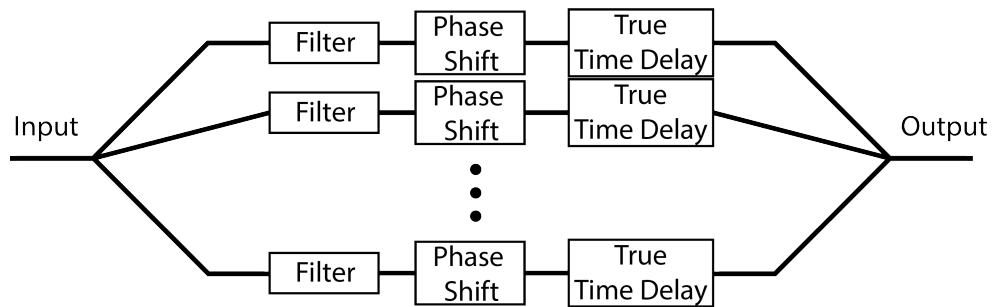 Filter
Phase
Shift
True
Time Delay
Filter
Phase
Shift
True
Time Delay
Input
Output
Filter
Phase
Shift
True
Time Delay